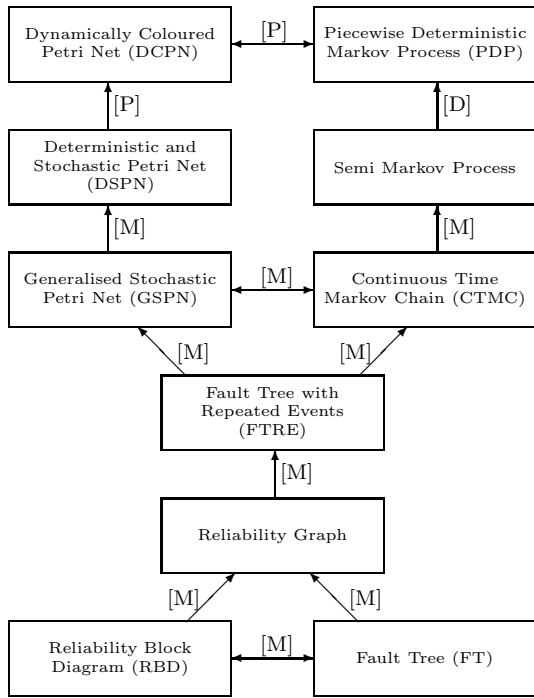 Dynamically Coloured
Petri Net (DCPN)
[P]
Piecewise Deterministic
Markov Process (PDP)
[P]
[D]
Deterministic and
Stochastic Petri Net
(DSPN)
Semi Markov Process
[M]
[M]
Generalised Stochastic
Petri Net (GSPN)
[M]
Continuous Time
Markov Chain (CTMC)
[M]
[M]
Fault Tree with
Repeated Events
(FTRE)
[M]
Reliability Graph
[M]
[M]
Reliability Block
Diagram (RBD)
[M]
Fault Tree (FT)